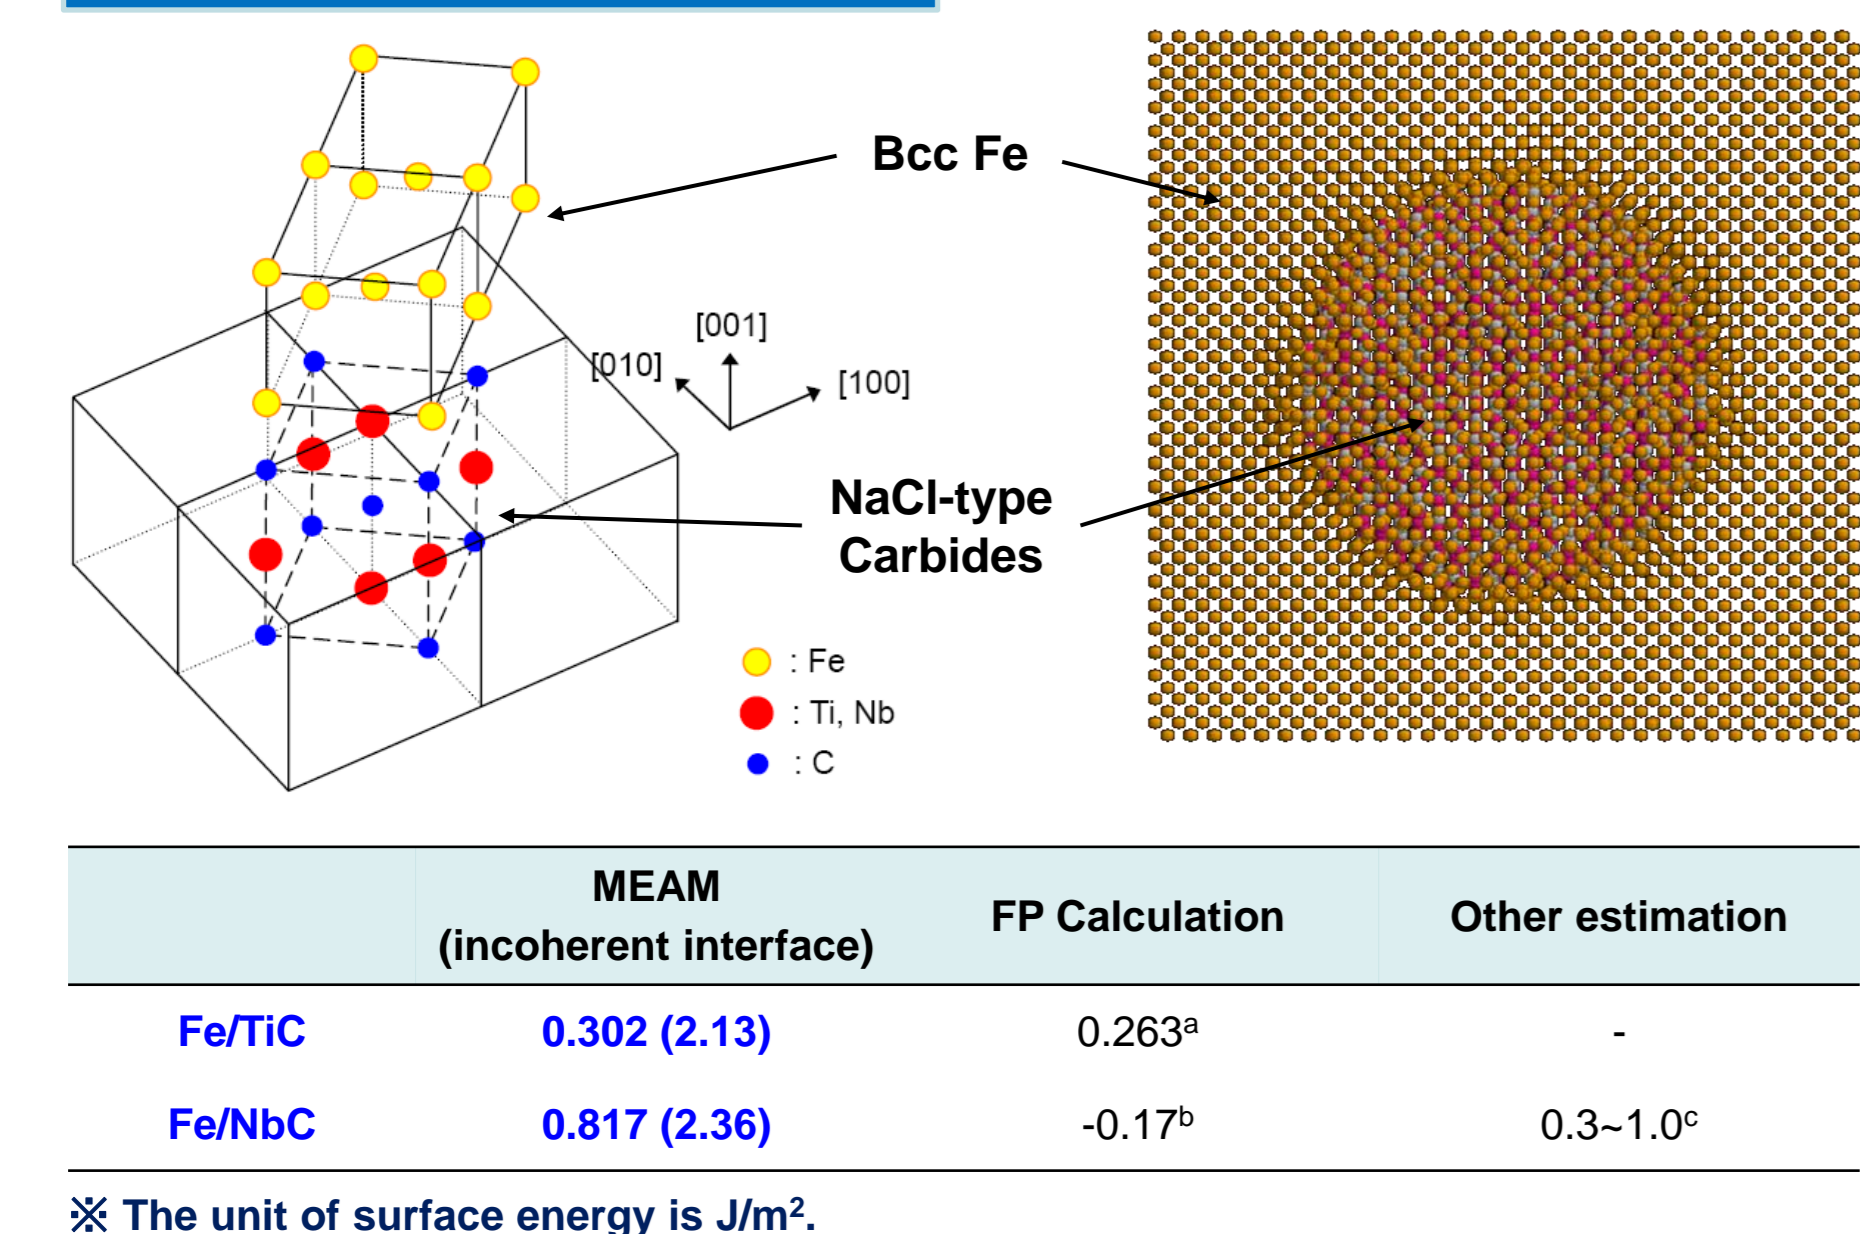 Bcc Fe
[001]
[010]
[100]
NaCl-type
Carbides
: Fe
: Ti, Nb
: C
MEAM
(incoherent interface)
FP Calculation
Other estimation
Fe/TiC
0.302 (2.13)
0.263ᵃ
-
Fe/NbC
0.817 (2.36)
-0.17ᵇ
0.3~1.0ᶜ
※ The unit of surface energy is J/m².